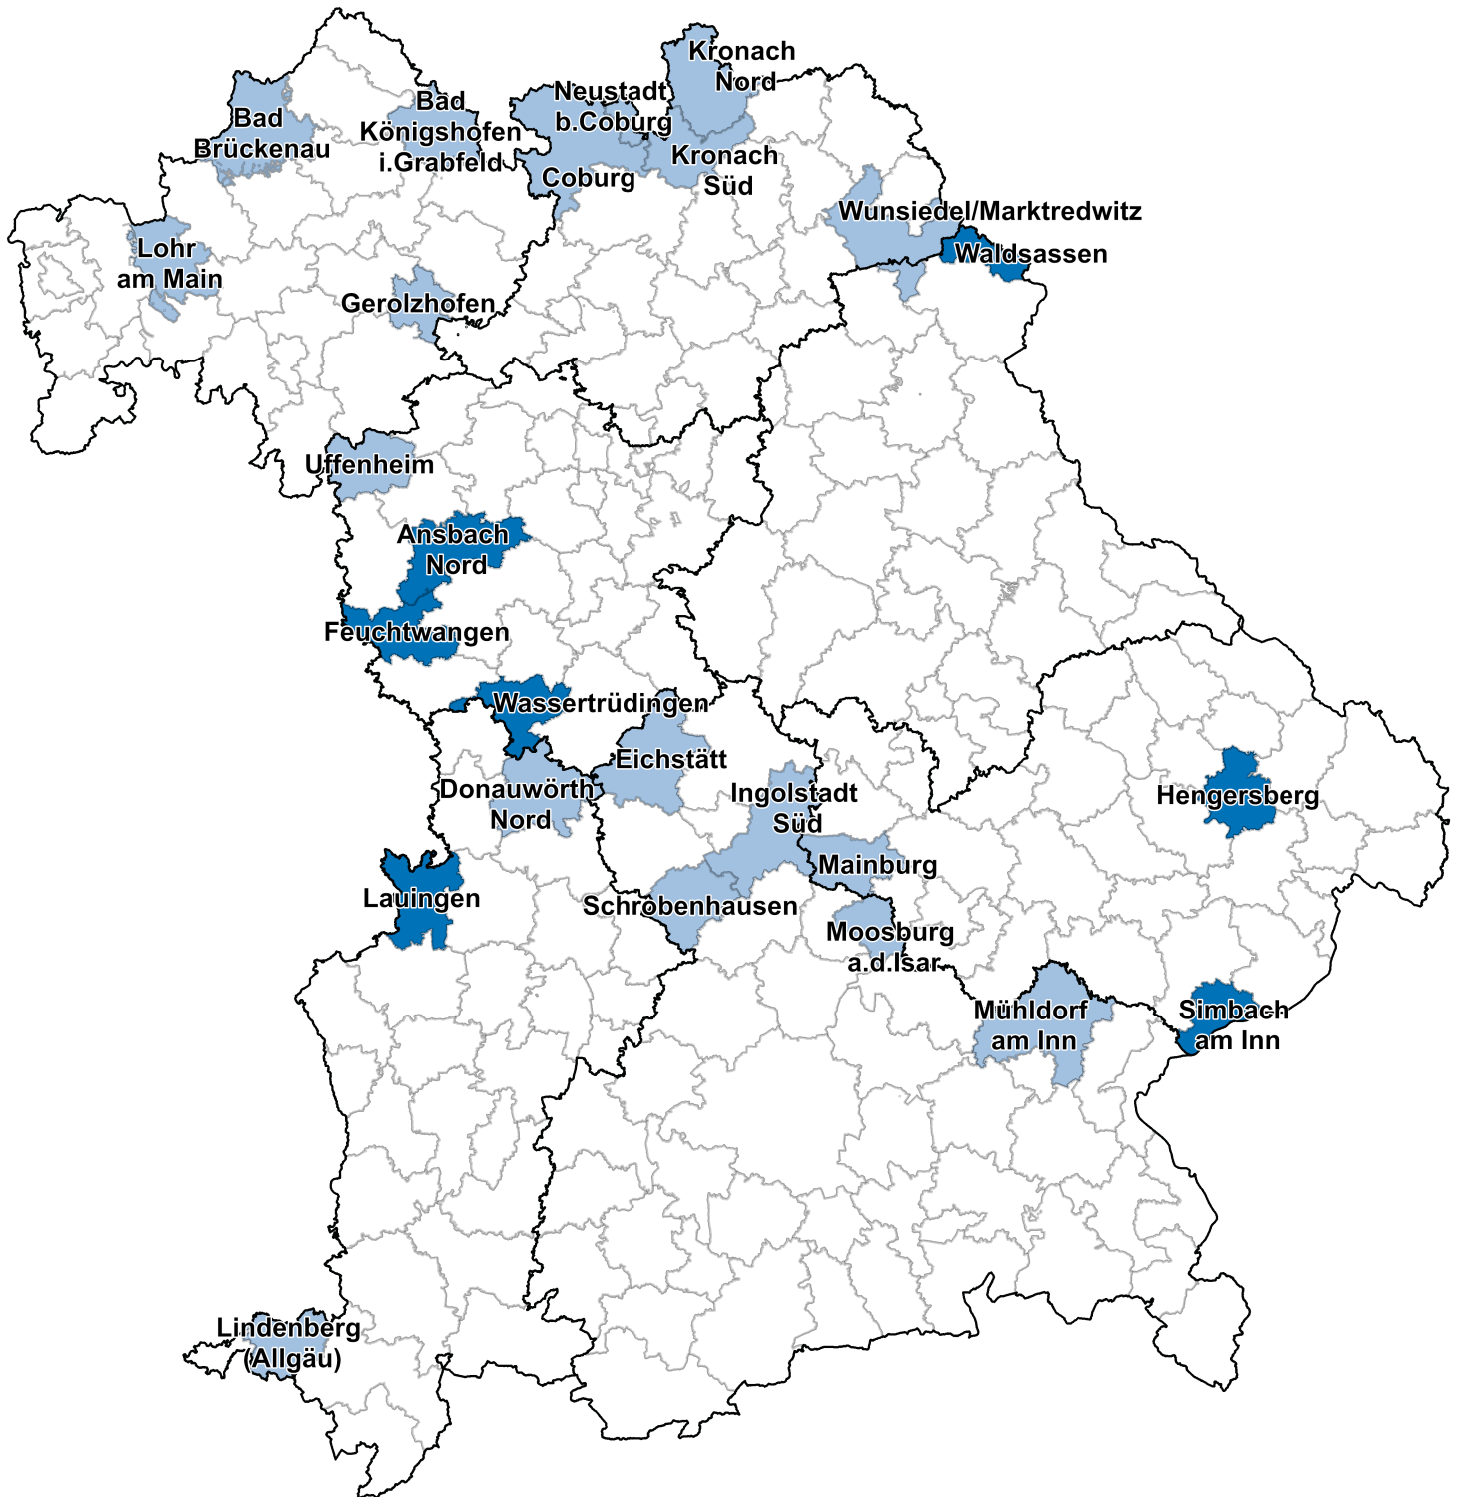 Kronach
Nord
Neustadt
b.Coburg
Bad
Königshofen
i.Grabfeld
Bad
Brückenau
Kronach
Süd
Coburg
Wunsiedel/Marktredwitz
Waldsassen
Lohr
am Main
Gerolzhofen
Uffenheim
Ansbach
Nord
Feuchtwangen
Wassertrüdingen
Eichstätt
Donauwörth
Nord
Ingolstadt
Süd
Hengersberg
Mainburg
Lauingen
Schrobenhausen
Moosburg
a.d.Isar
Mühldorf
am Inn
Simbach
am Inn
Lindenberg
(Allgäu)